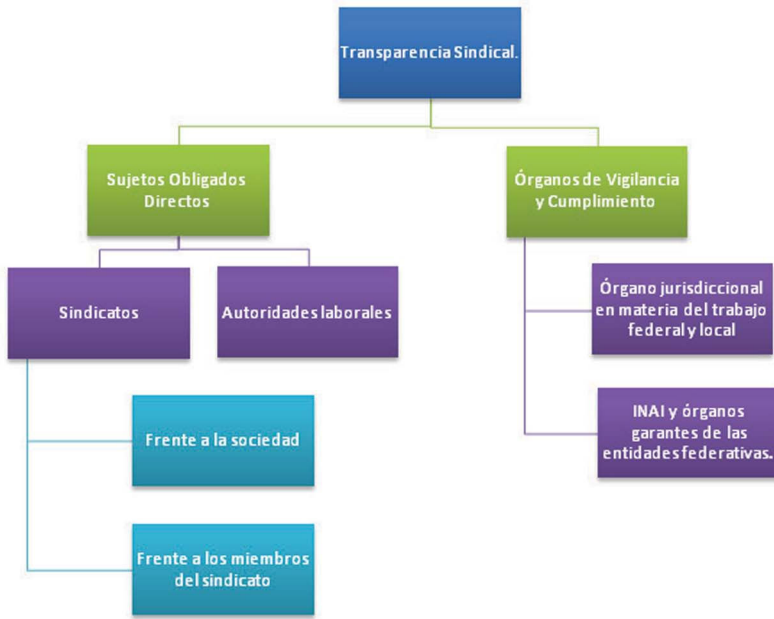 Transparencia Sindical.
Sujetos Obligados
Directos
Órganos de Vigilancia
y Cumplimiento
Sindicatos
Autoridades laborales
Órgano jurisdiccional
en materia del trabajo
federal y local
Frente a la sociedad
INAI y órganos
garantes de las
entidades federativas.
Frente a los miembros
del sindicato